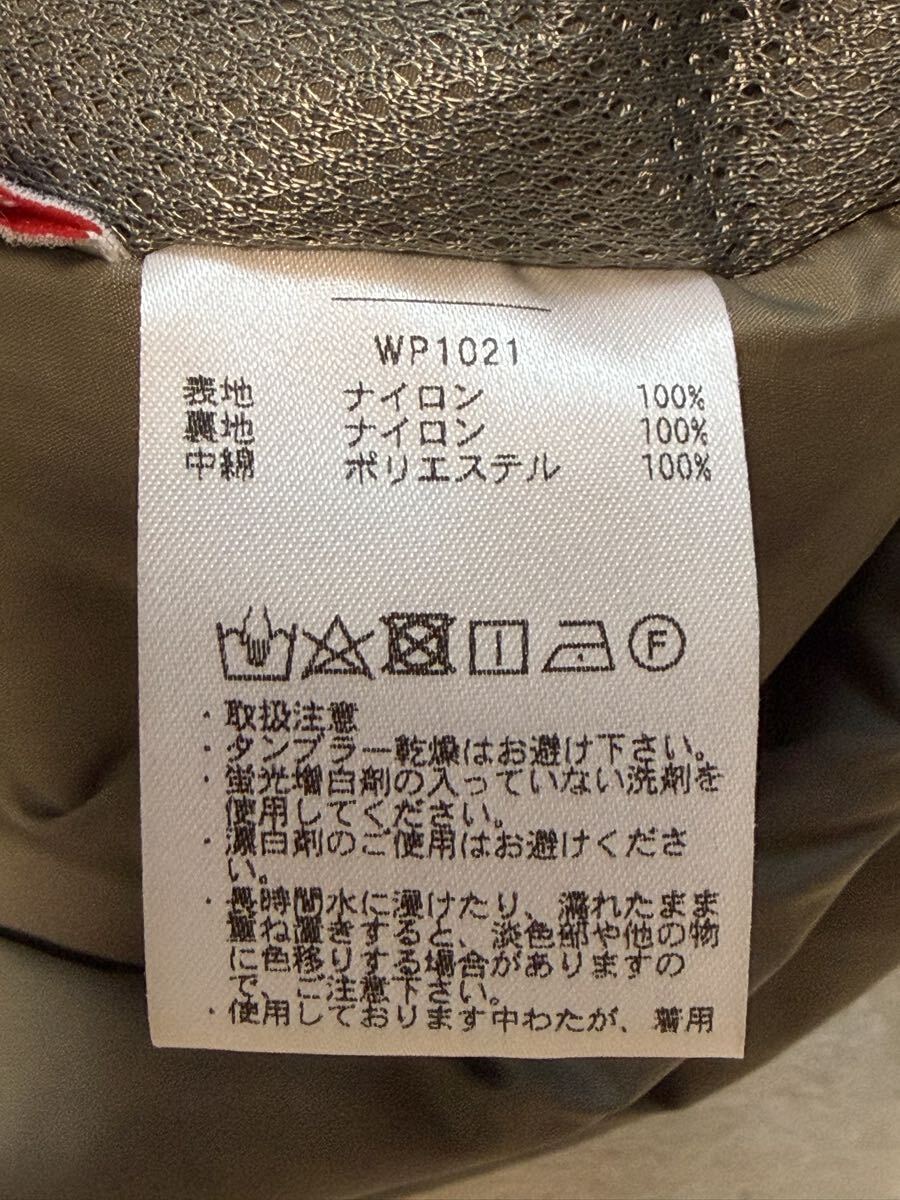 WP1021
表地 ナイロン 100%
裏地 ナイロン 100%
中綿 ポリエステル 100%
F
・取扱注意
・タンブラー乾燥はお避け下さい。
・蛍光増白剤の入っていない洗剤を
使用してください。
・漂白剤のご使用はお避けくださ
い。
・長時間水に浸けたり、濡れたまま
重ね置きすると、淡色部や他の物
に色移りする場合がありますの
で、ご注意下さい。
・使用しております中わたが、着用